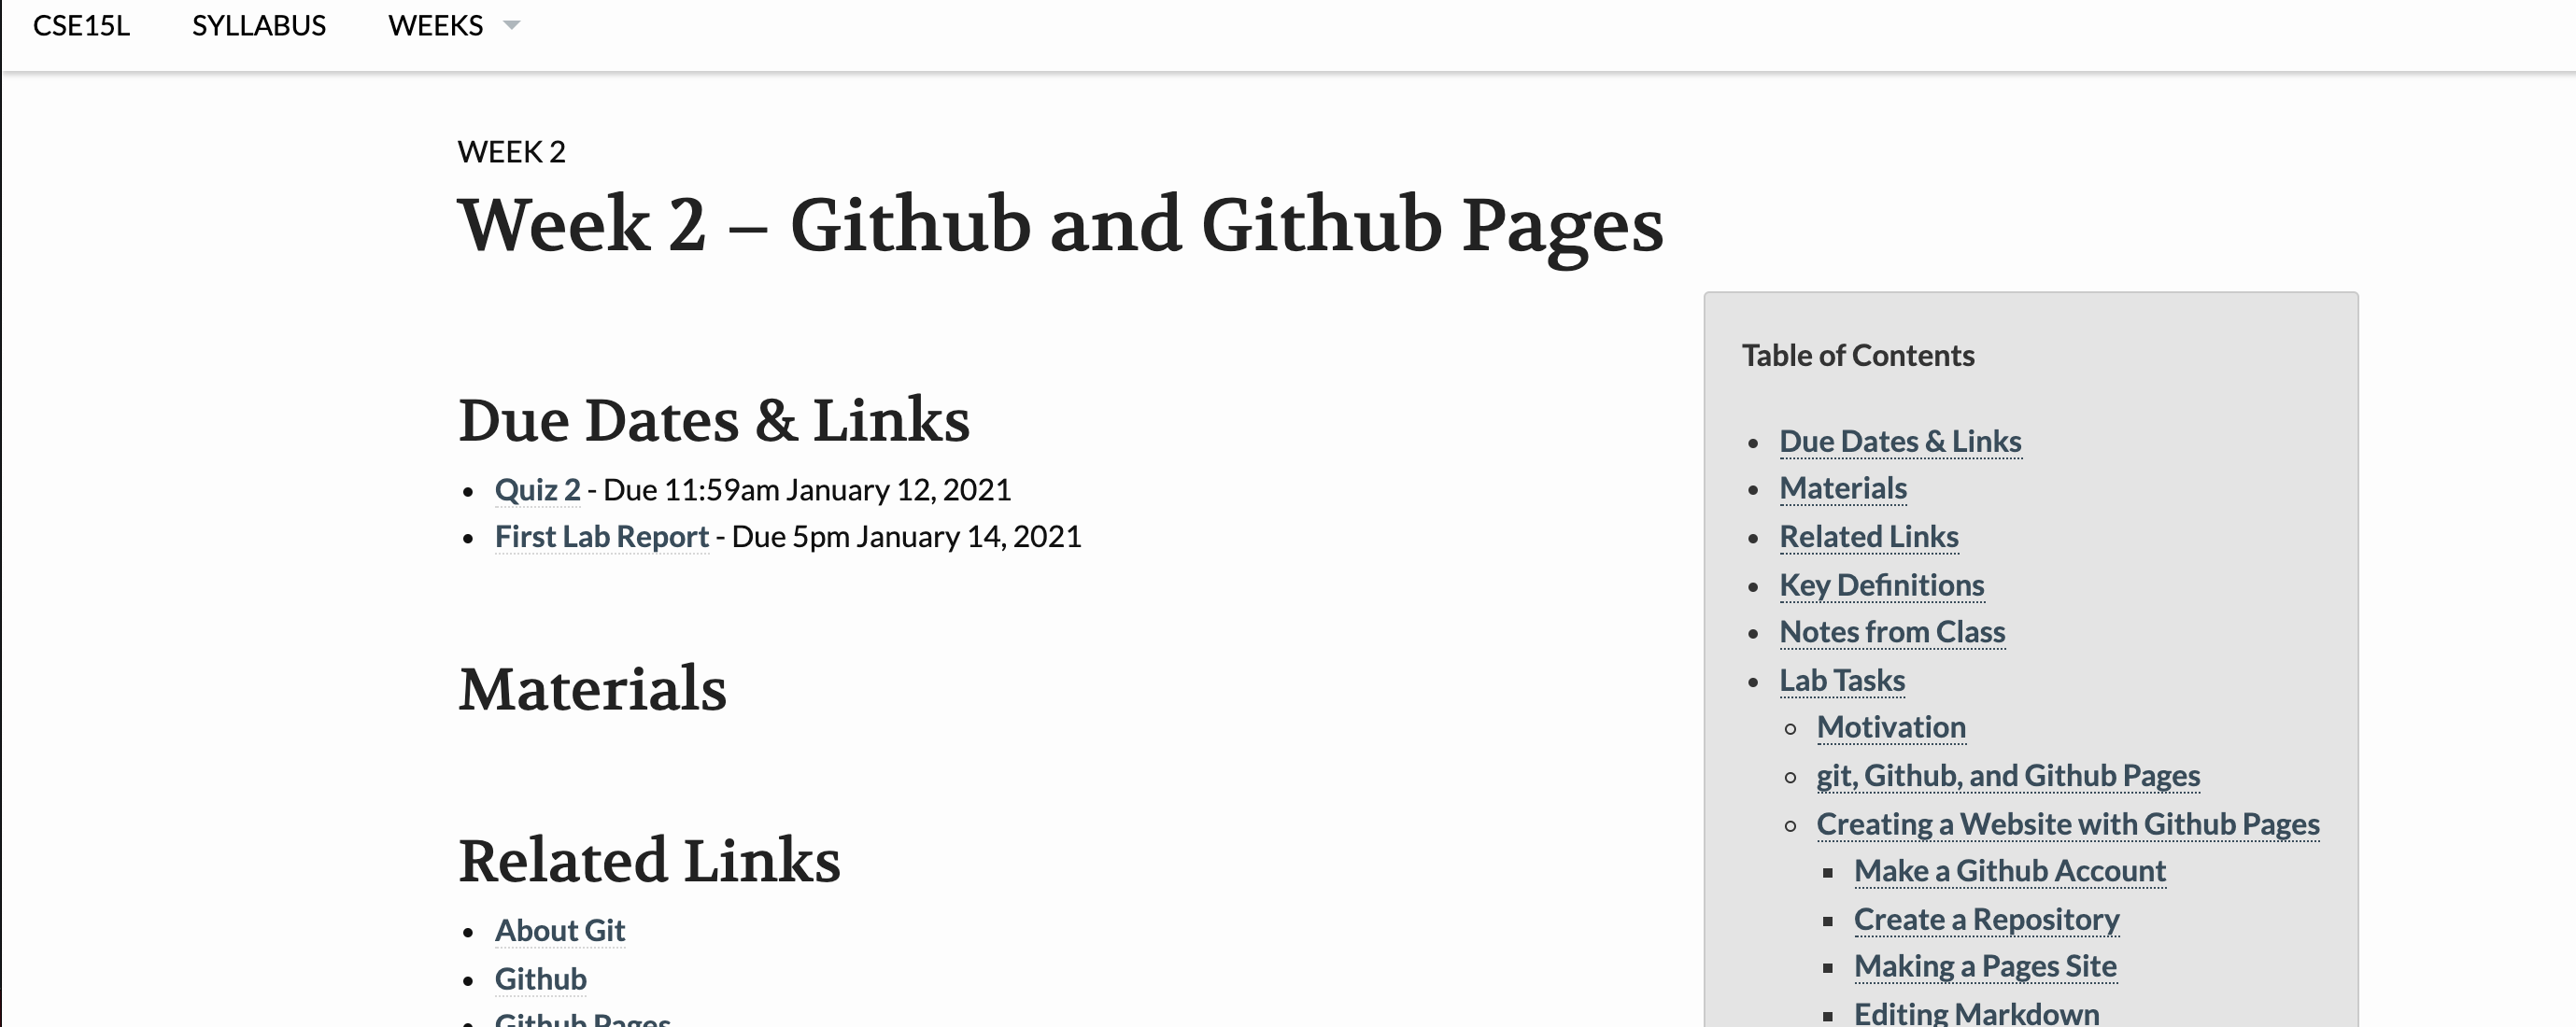 CSE15L SYLLABUS WEEKS
WEEK 2
Week 2 – Github and Github Pages
Due Dates & Links
Quiz 2 - Due 11:59am January 12, 2021
First Lab Report - Due 5pm January 14, 2021
Materials
Related Links
About Git
Github
Github Pages
Table of Contents
Due Dates & Links
Materials
Related Links
Key Definitions
Notes from Class
Lab Tasks
Motivation
git, Github, and Github Pages
Creating a Website with Github Pages
Make a Github Account
Create a Repository
Making a Pages Site
Editing Markdown